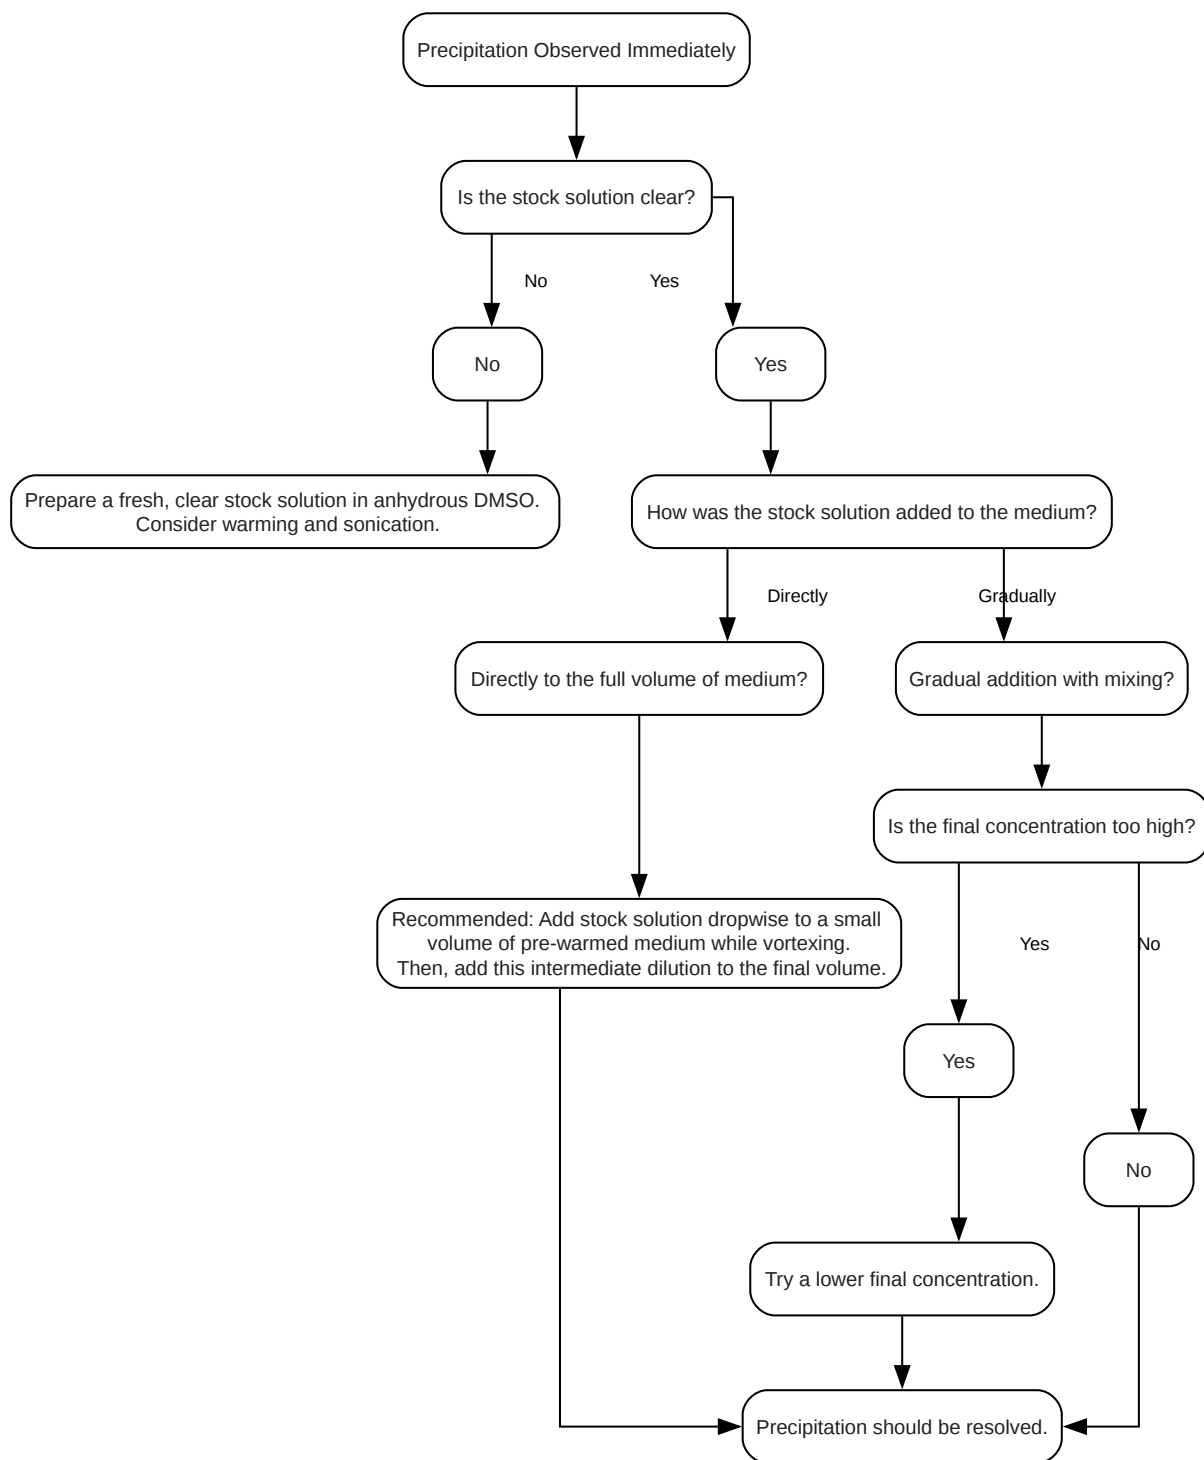 Precipitation Observed Immediately
Is the stock solution clear?
No
Yes
No
Yes
Prepare a fresh, clear stock solution in anhydrous DMSO.
Consider warming and sonication.
How was the stock solution added to the medium?
Directly
Gradually
Directly to the full volume of medium?
Gradual addition with mixing?
Is the final concentration too high?
Recommended: Add stock solution dropwise to a small
volume of pre-warmed medium while vortexing.
Then, add this intermediate dilution to the final volume.
Yes
No
Yes
No
Try a lower final concentration.
Precipitation should be resolved.